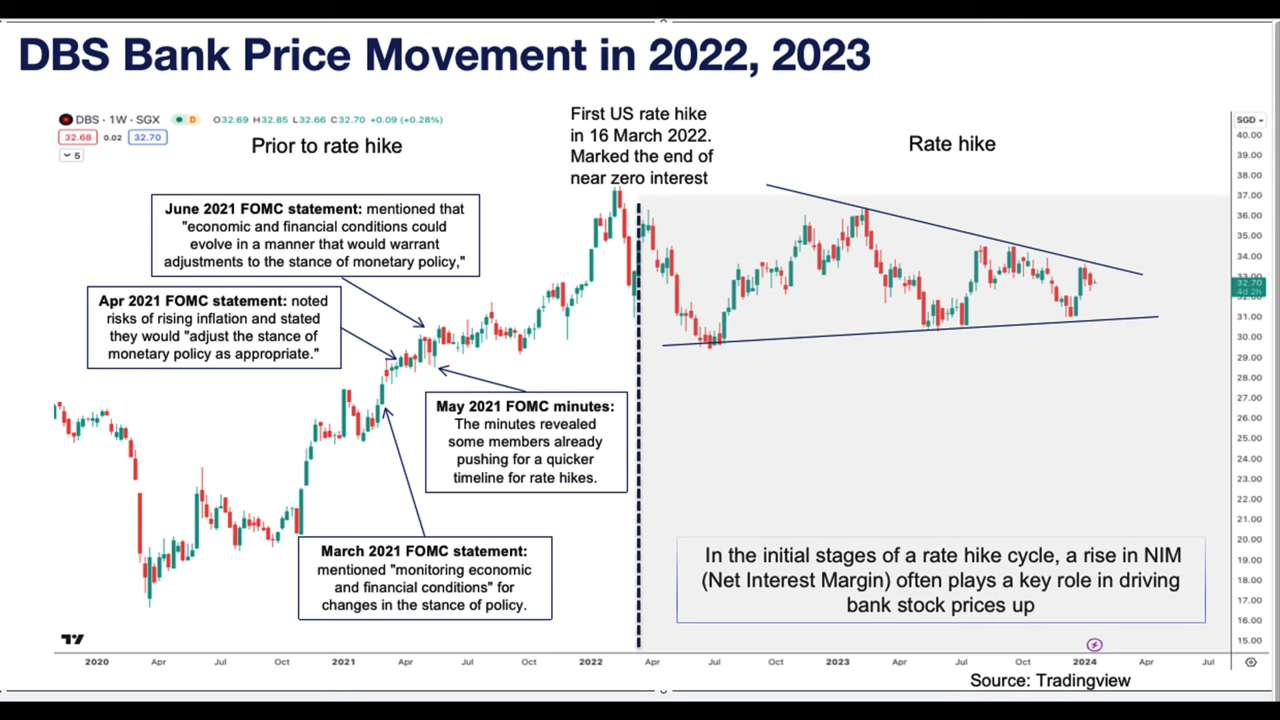 DBS Bank Price Movement in 2022, 2023
DBS · 1W · SGX D O32.69 H32.85 L32.66 C32.70 +0.09 (+0.28%)
32.68 0.02 32.70
5
Prior to rate hike
First US rate hike
in 16 March 2022.
Marked the end of
near zero interest
Rate hike
June 2021 FOMC statement: mentioned that
"economic and financial conditions could
evolve in a manner that would warrant
adjustments to the stance of monetary policy,"
Apr 2021 FOMC statement: noted
risks of rising inflation and stated
they would "adjust the stance of
monetary policy as appropriate."
May 2021 FOMC minutes:
The minutes revealed
some members already
pushing for a quicker
timeline for rate hikes.
March 2021 FOMC statement:
mentioned "monitoring economic
and financial conditions" for
changes in the stance of policy.
In the initial stages of a rate hike cycle, a rise in NIM
(Net Interest Margin) often plays a key role in driving
bank stock prices up
SGD
40.00
39.00
38.00
37.00
36.00
35.00
34.00
33.00
32.70
4d 2h
32.00
31.00
30.00
29.00
28.00
27.00
26.00
25.00
24.00
23.00
22.00
21.00
20.00
19.00
18.00
17.00
16.00
15.00
2020 Apr Jul Oct 2021 Apr Jul Oct 2022 Apr Jul Oct 2023 Apr Jul Oct 2024 Apr Jul
Source: Tradingview